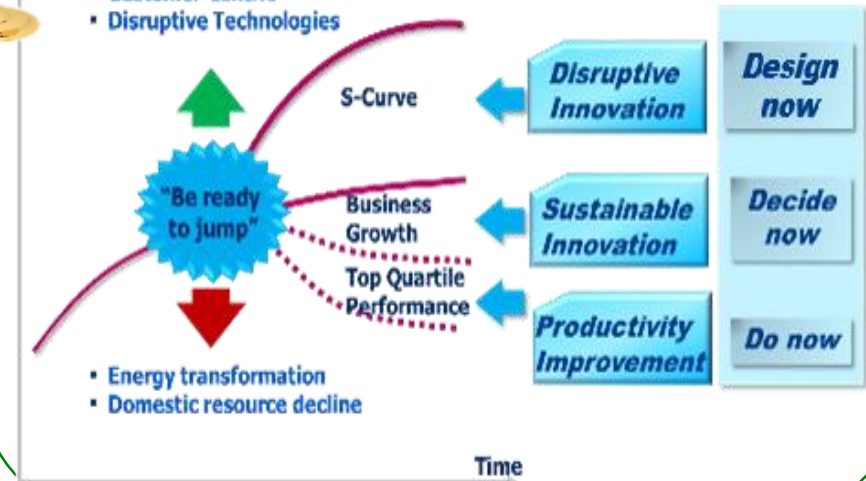 ▪ Disruptive Technologies
S-Curve
Disruptive
Innovation
Design
now
"Be ready
to jump"
Business
Growth
Sustainable
Innovation
Decide
now
Top Quartile
Performance
Productivity
Improvement
Do now
▪ Energy transformation
▪ Domestic resource decline
Time